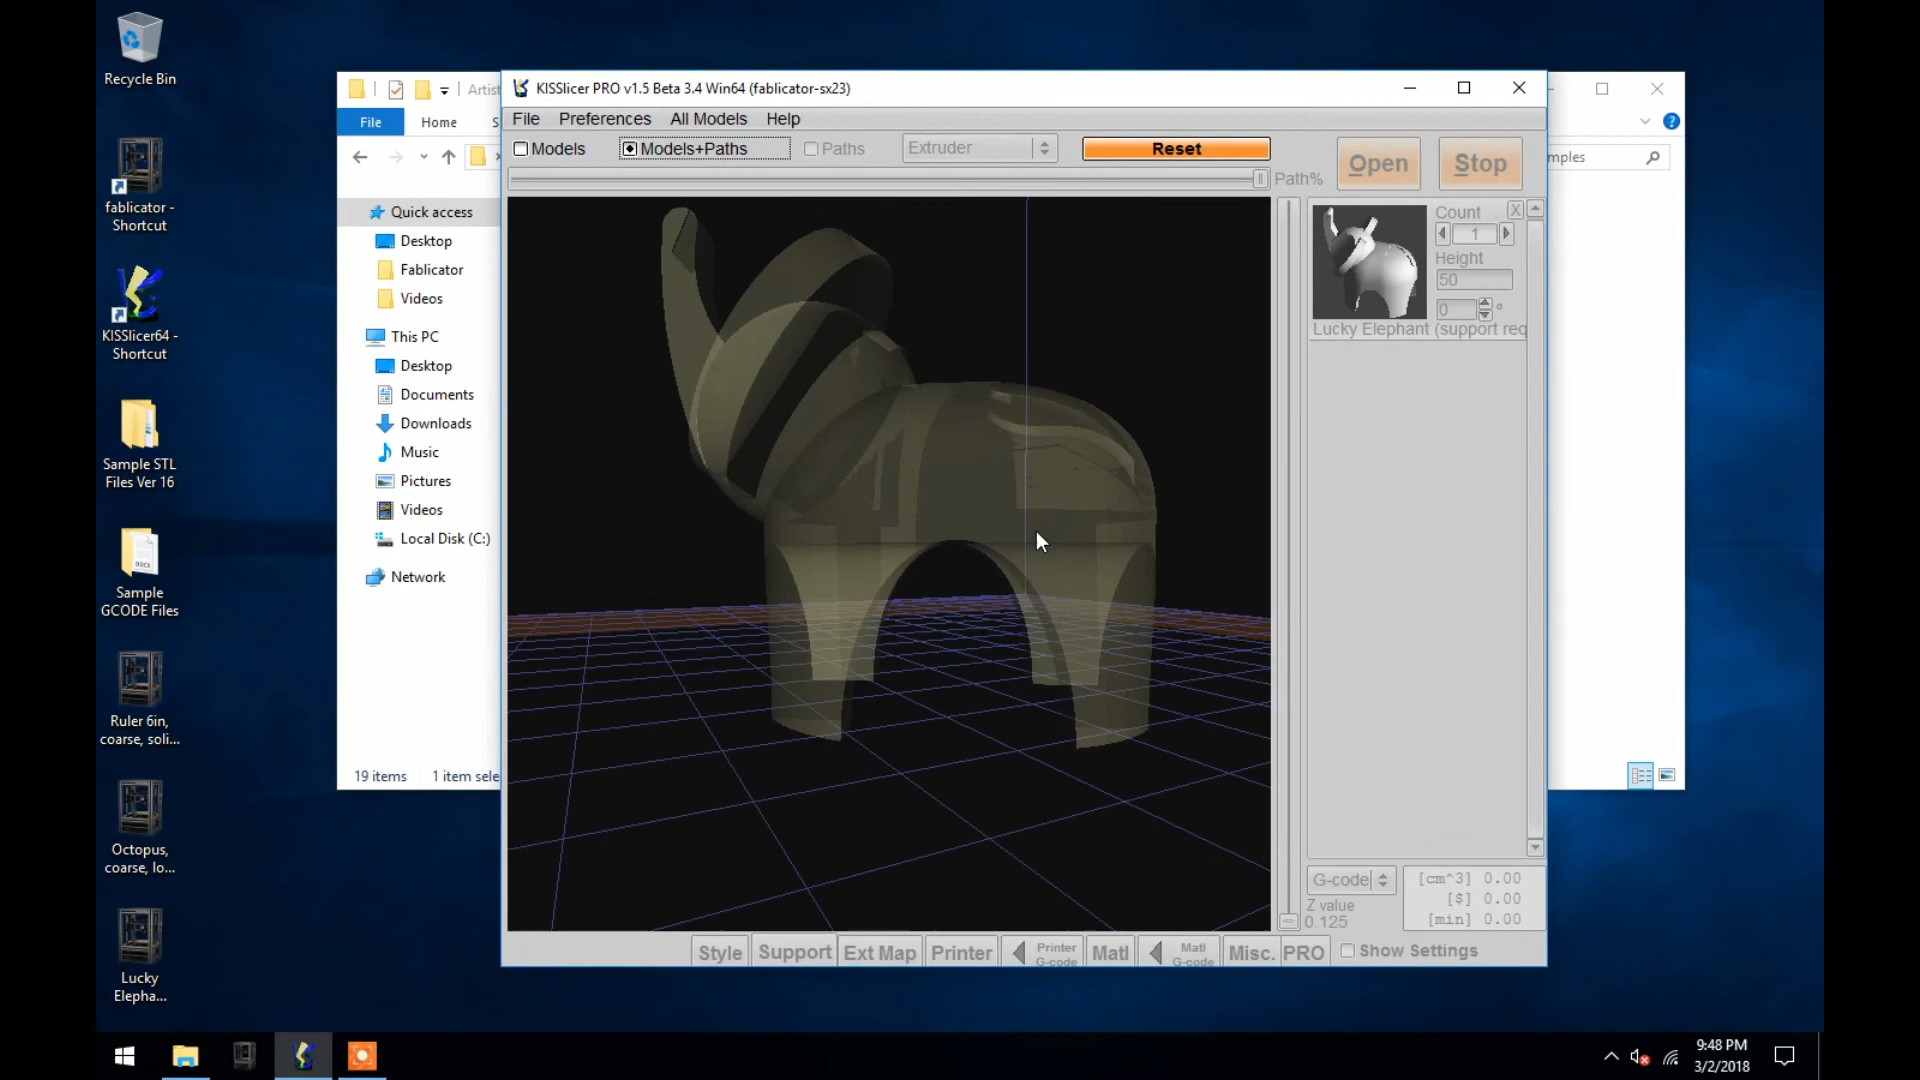 Recycle Bin
fablicator -
Shortcut
KISSlicer64 -
Shortcut
Sample STL
Files Ver 16
DOCX
Sample
GCODE Files
Ruler 6in,
coarse, soli...
Octopus,
coarse, lo...
Lucky
Elepha...
Artist
File
Home
S
Quick access
Desktop
Fablicator
Videos
This PC
Desktop
Documents
Downloads
Music
Pictures
Videos
Local Disk (C:)
Network
19 items
1 item sele
mples
KISSlicer PRO v1.5 Beta 3.4 Win64 (fablicator-sx23)
File Preferences All Models Help
Models Models+Paths Paths Extruder Reset
Path%
Open Stop
Count X
1
Height
50
0 °
Lucky Elephant (support req
G-code
Z value
0.125
[cm^3] 0.00
[$] 0.00
[min] 0.00
Style Support Ext Map Printer Printer G-code Matl Matl G-code Misc. PRO Show Settings
9:48 PM
3/2/2018